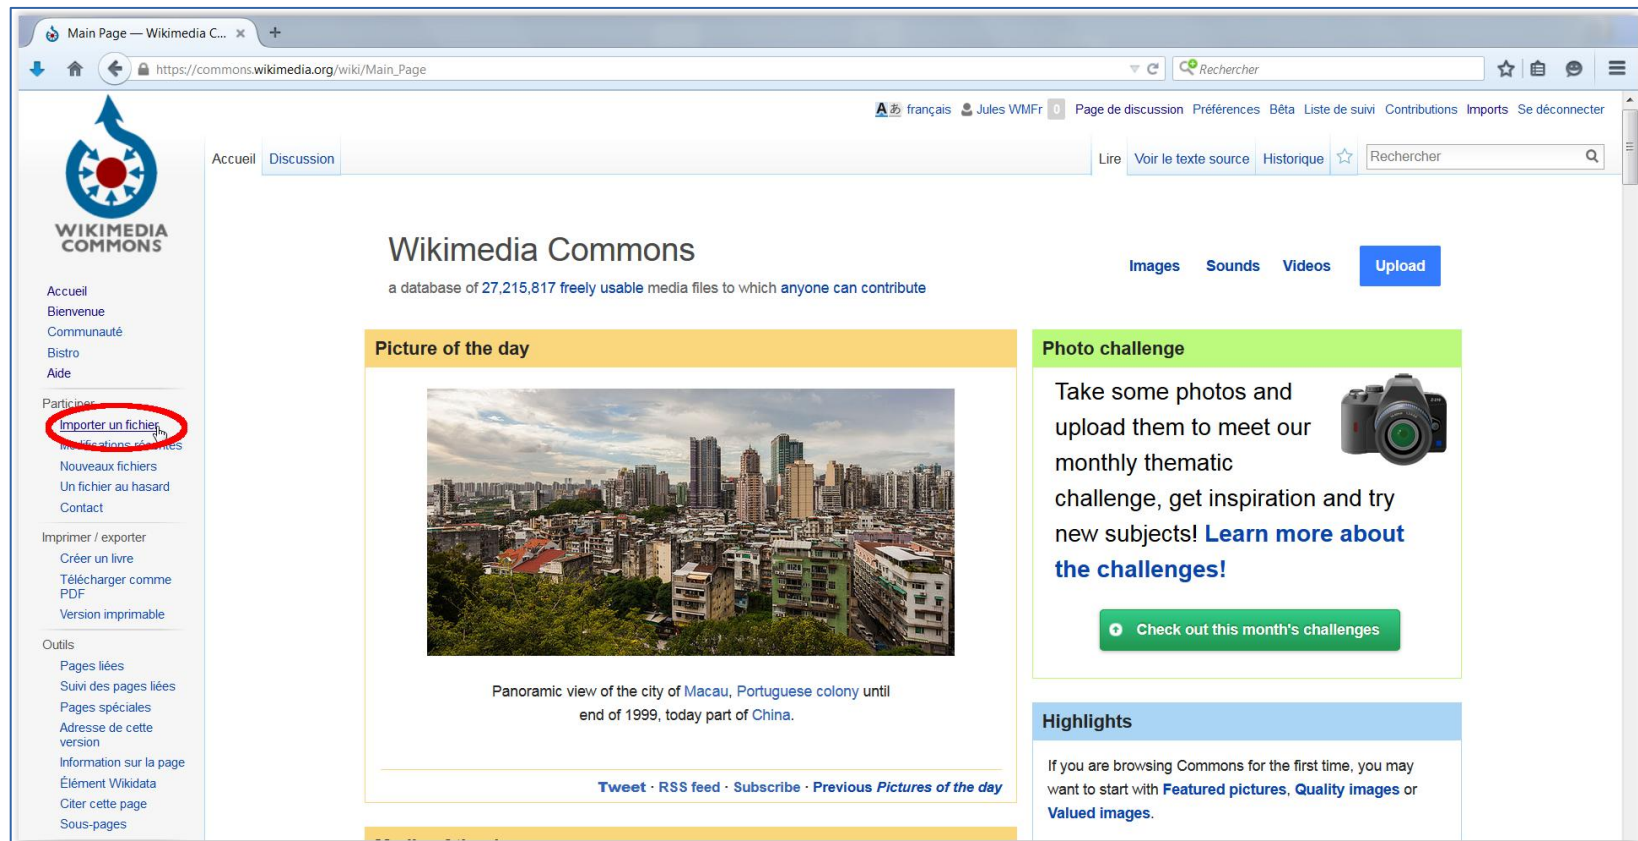 Main Page — Wikimedia C...
https://commons.wikimedia.org/wiki/Main_Page
Rechercher
français Jules WMFr 0 Page de discussion Préférences Bêta Liste de suivi Contributions Imports Se déconnecter
Accueil Discussion
Lire Voir le texte source Historique Rechercher
WIKIMEDIA
COMMONS
Accueil
Bienvenue
Communauté
Bistro
Aide
Participer
Importer un fichier
Modifications récentes
Nouveaux fichiers
Un fichier au hasard
Contact
Imprimer / exporter
Créer un livre
Télécharger comme
PDF
Version imprimable
Outils
Pages liées
Suivi des pages liées
Pages spéciales
Adresse de cette
version
Information sur la page
Élément Wikidata
Citer cette page
Sous-pages
Wikimedia Commons
a database of 27,215,817 freely usable media files to which anyone can contribute
Images Sounds Videos Upload
Picture of the day
Panoramic view of the city of Macau, Portuguese colony until
end of 1999, today part of China.
Tweet · RSS feed · Subscribe · Previous Pictures of the day
Photo challenge
Take some photos and
upload them to meet our
monthly thematic
challenge, get inspiration and try
new subjects! Learn more about
the challenges!
Check out this month's challenges
Highlights
If you are browsing Commons for the first time, you may
want to start with Featured pictures, Quality images or
Valued images.